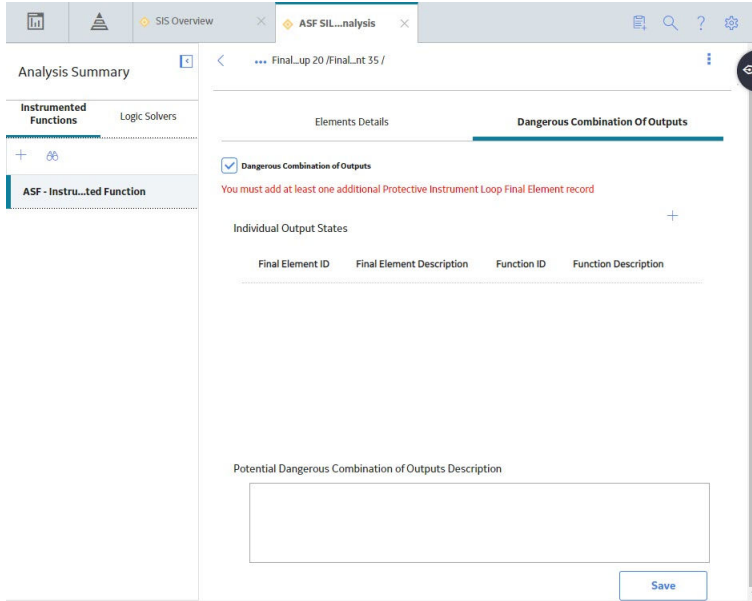 SIS Overview
ASF SIL...nalysis
Analysis Summary
... Final...up 20 /Final...nt 35 /
Instrumented Functions
Logic Solvers
Elements Details
Dangerous Combination Of Outputs
ASF - Instru...ted Function
Dangerous Combination of Outputs
You must add at least one additional Protective Instrument Loop Final Element record
Individual Output States
Final Element ID
Final Element Description
Function ID
Function Description
Potential Dangerous Combination of Outputs Description
Save